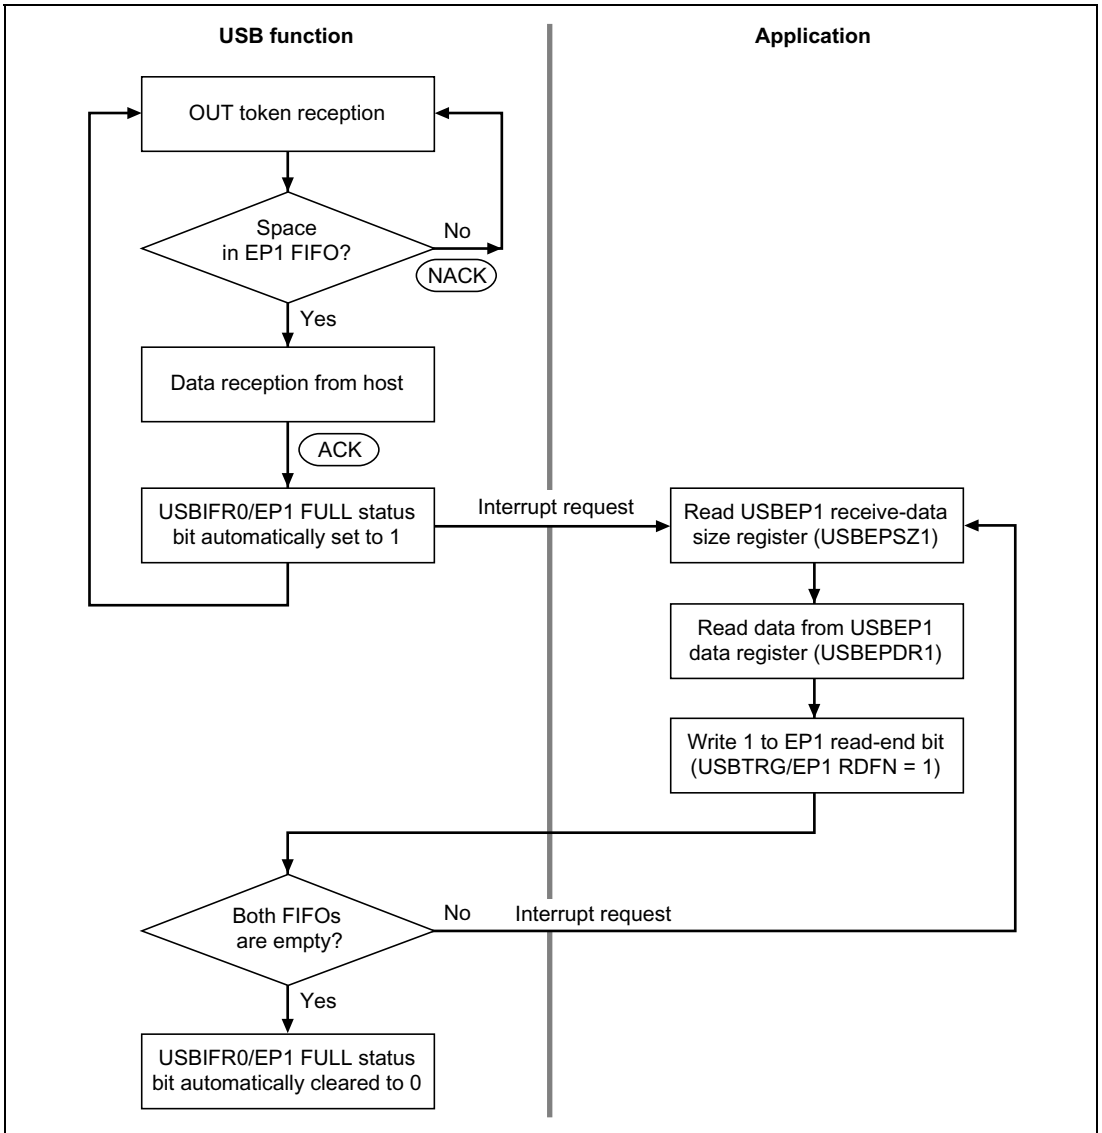 USB function
Application
OUT token reception
Space
in EP1 FIFO?
No
NACK
Yes
Data reception from host
ACK
USBIFR0/EP1 FULL status
bit automatically set to 1
Interrupt request
Read USBEP1 receive-data
size register (USBEPSZ1)
Read data from USBEP1
data register (USBEPDR1)
Write 1 to EP1 read-end bit
(USBTRG/EP1 RDFN = 1)
Both FIFOs
are empty?
No
Interrupt request
Yes
USBIFR0/EP1 FULL status
bit automatically cleared to 0